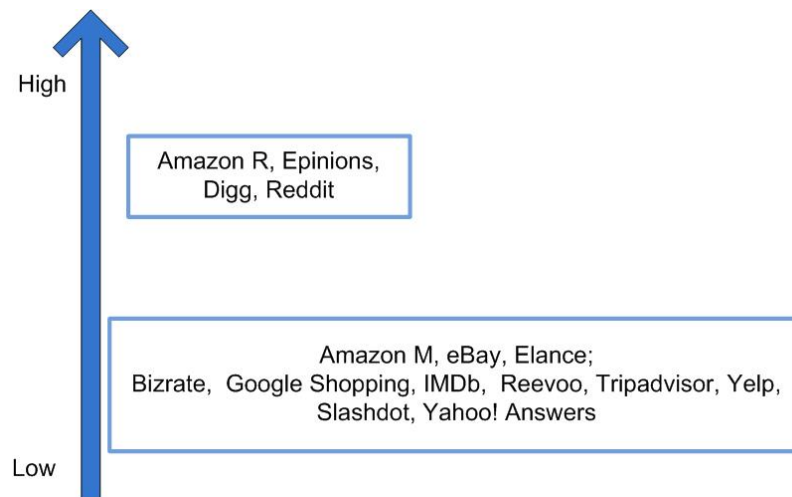 High
Amazon R, Epinions,
Digg, Reddit
Amazon M, eBay, Elance;
Bizrate, Google Shopping, IMDb, Reevoo, Tripadvisor, Yelp,
Slashdot, Yahoo! Answers
Low